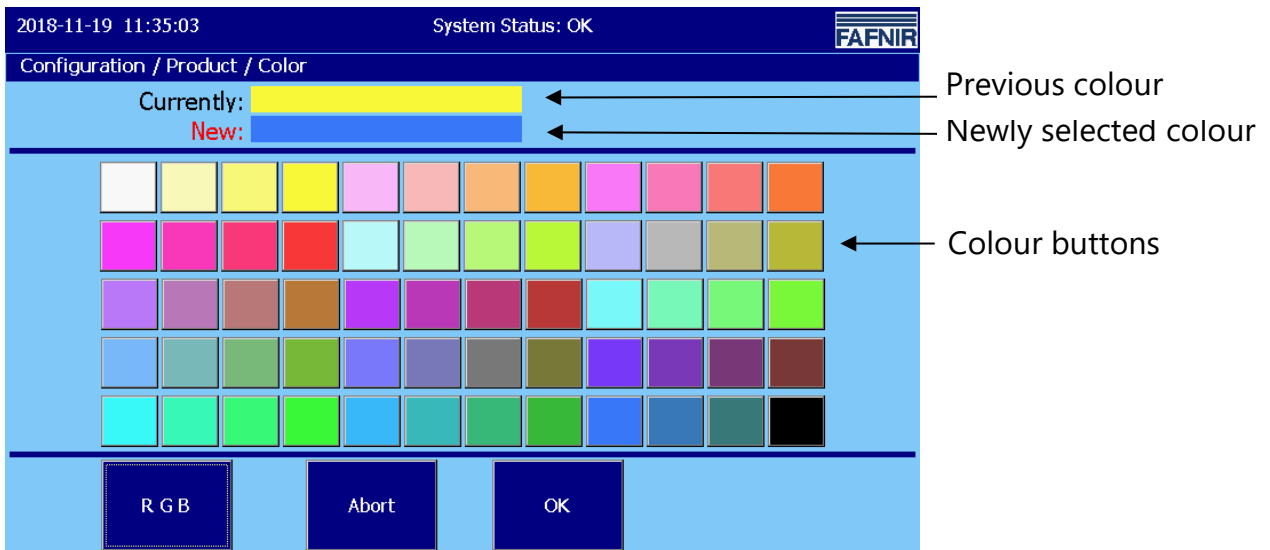 2018-11-19 11:35:03 System Status: OK FAFNIR
Configuration / Product / Color
Currently: Previous colour
New: Newly selected colour
Colour buttons
R G B Abort OK